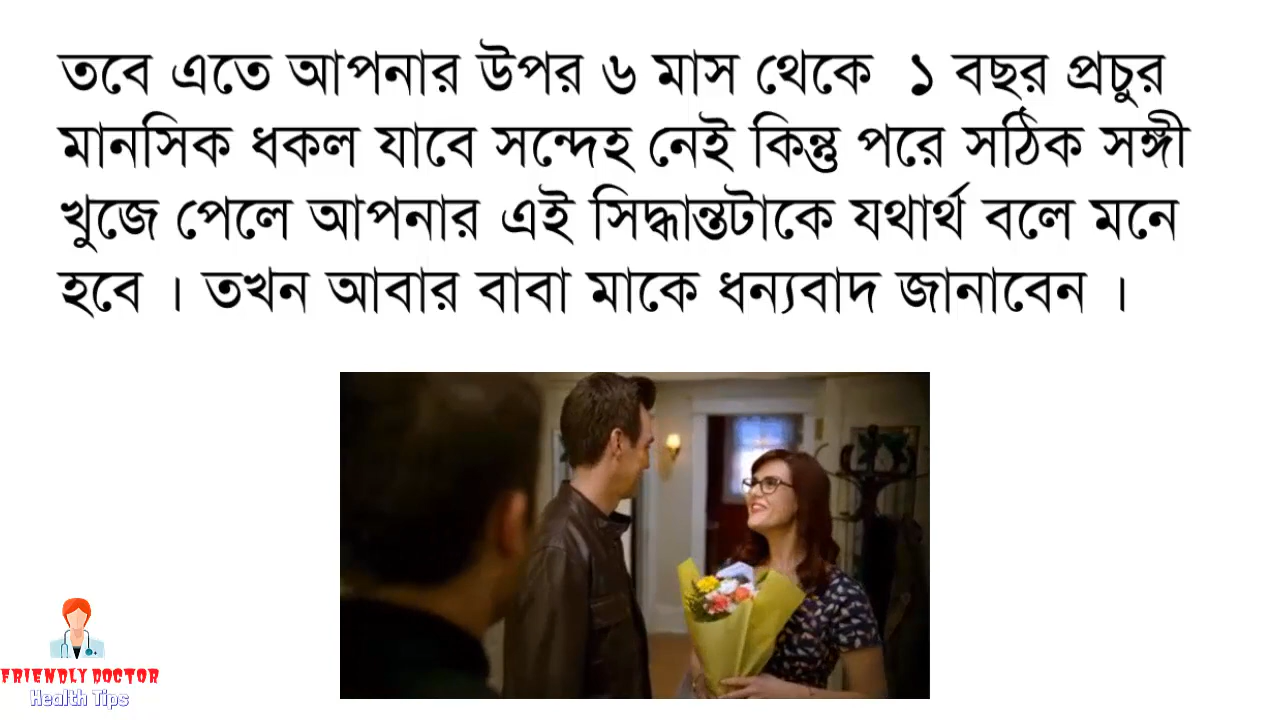 তবে এতে আপনার উপর ৬ মাস থেকে ১ বছর প্রচুর
মানসিক ধকল যাবে সন্দেহ নেই কিন্তু পরে সঠিক সঙ্গী
খুজে পেলে আপনার এই সিদ্ধান্তটাকে যথার্থ বলে মনে
হবে । তখন আবার বাবা মাকে ধন্যবাদ জানাবেন ।
FRIENDLY DOCTOR
Health Tips